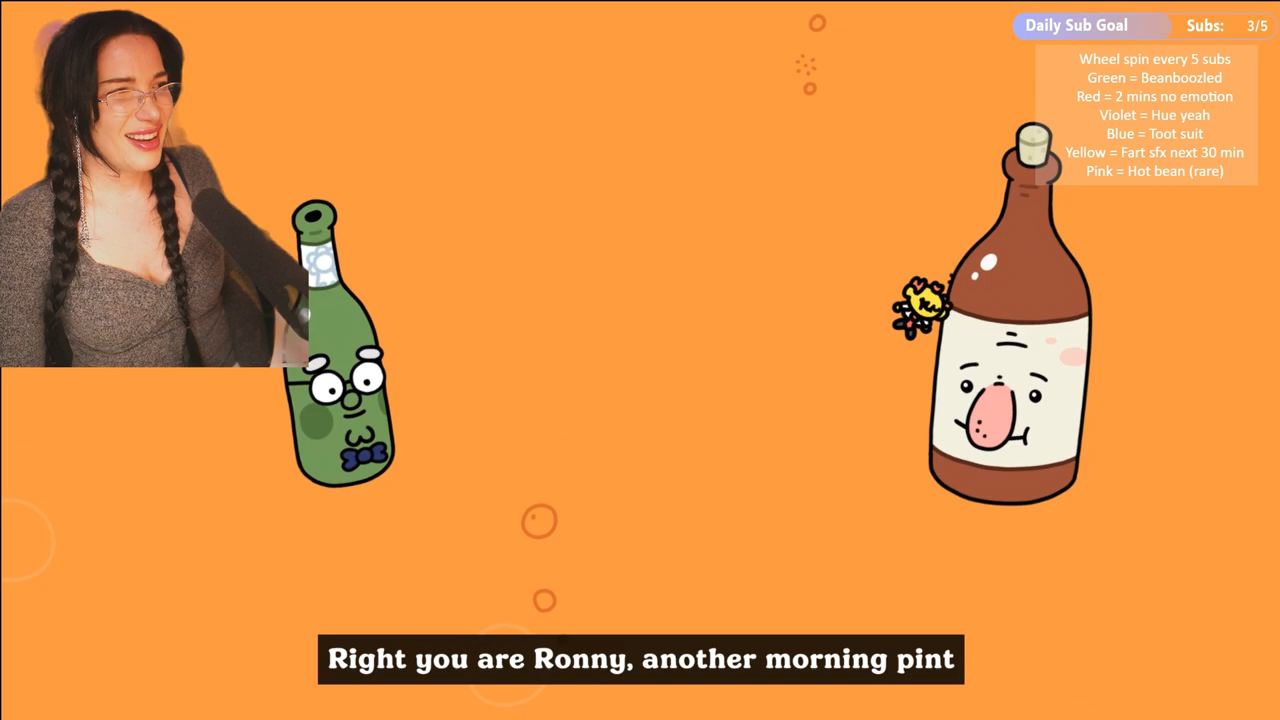 Daily Sub Goal Subs: 3/5
Wheel spin every 5 subs
Green = Beanboozled
Red = 2 mins no emotion
Violet = Hue yeah
Blue = Toot suit
Yellow = Fart sfx next 30 min
Pink = Hot bean (rare)
Right you are Ronny, another morning pint